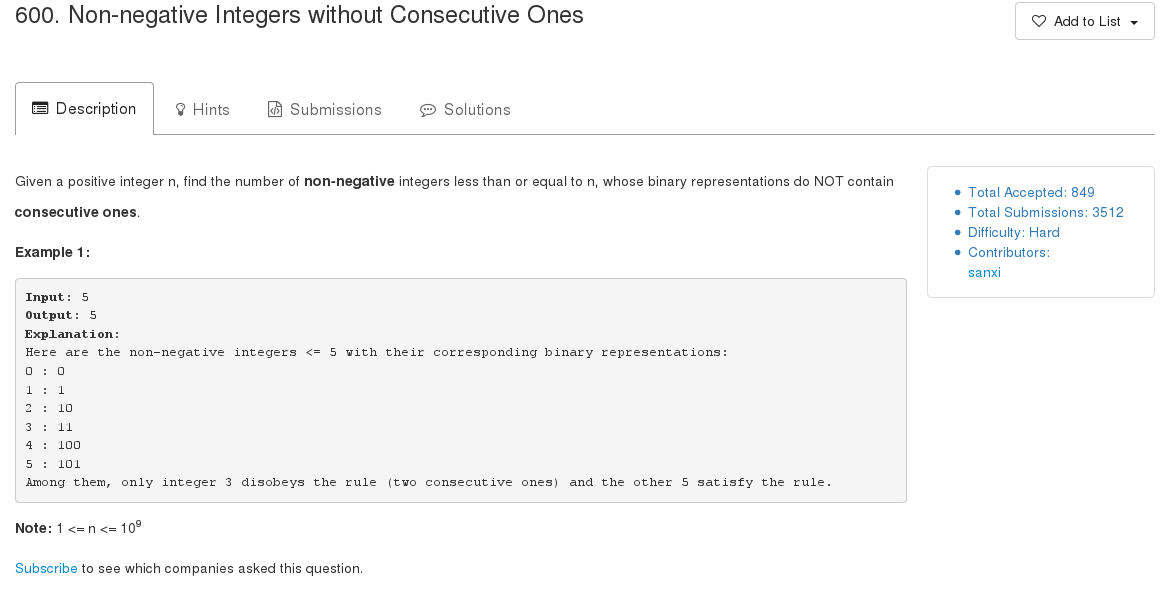 600. Non-negative Integers without Consecutive Ones
Add to List
Description
Hints
Submissions
Solutions
Given a positive integer n, find the number of non-negative integers less than or equal to n, whose binary representations do NOT contain
consecutive ones.
Example 1:
Input: 5
Output: 5
Explanation:
Here are the non-negative integers <= 5 with their corresponding binary representations:
0 : 0
1 : 1
2 : 10
3 : 11
4 : 100
5 : 101
Among them, only integer 3 disobeys the rule (two consecutive ones) and the other 5 satisfy the rule.
Note: 1 <= n <= 10⁹
Subscribe to see which companies asked this question.
Total Accepted: 849
Total Submissions: 3512
Difficulty: Hard
Contributors:
sanxi